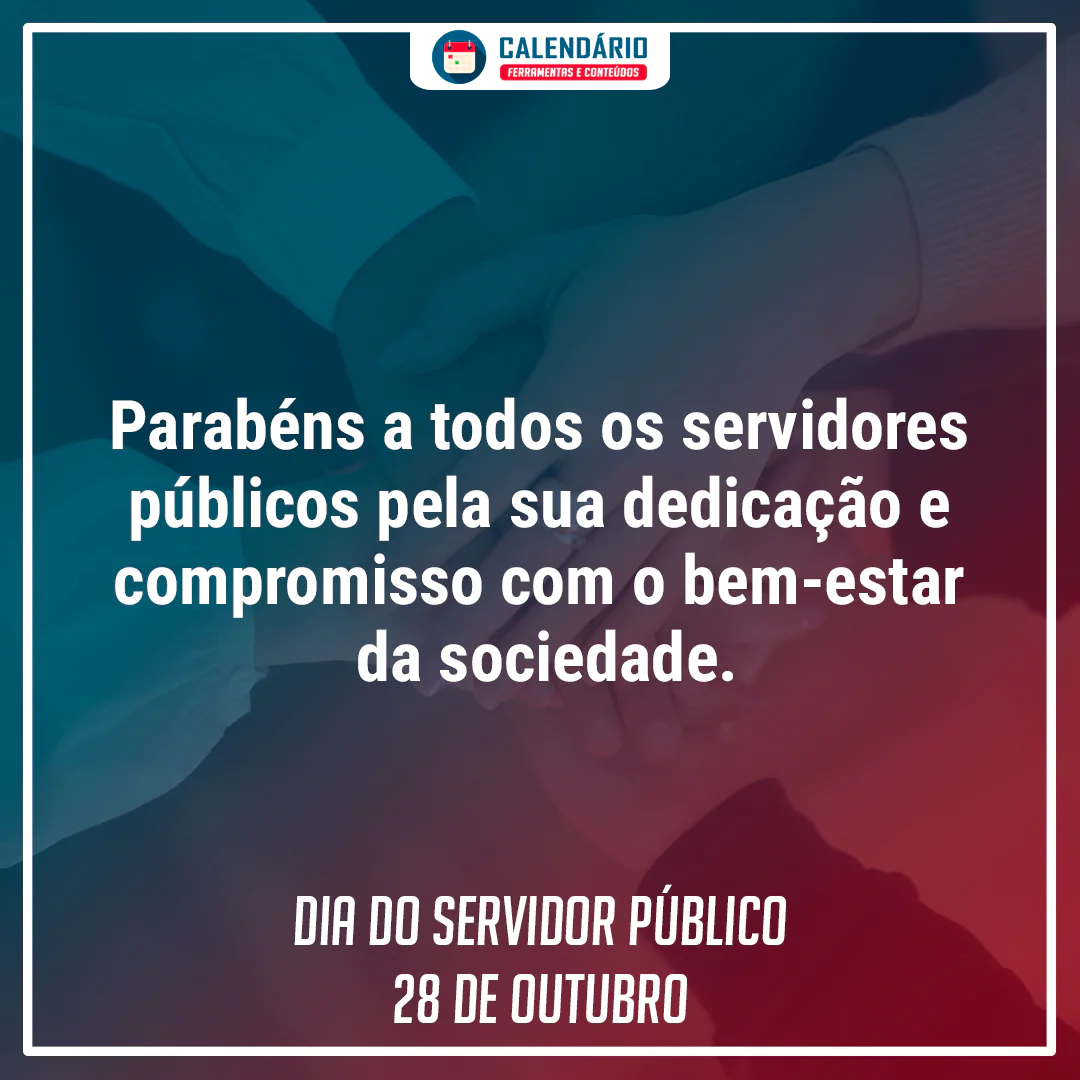 CALENDÁRIO
FERRAMENTAS E CONTEÚDOS
Parabéns a todos os servidores
públicos pela sua dedicação e
compromisso com o bem-estar
da sociedade.
DIA DO SERVIDOR PÚBLICO
28 DE OUTUBRO